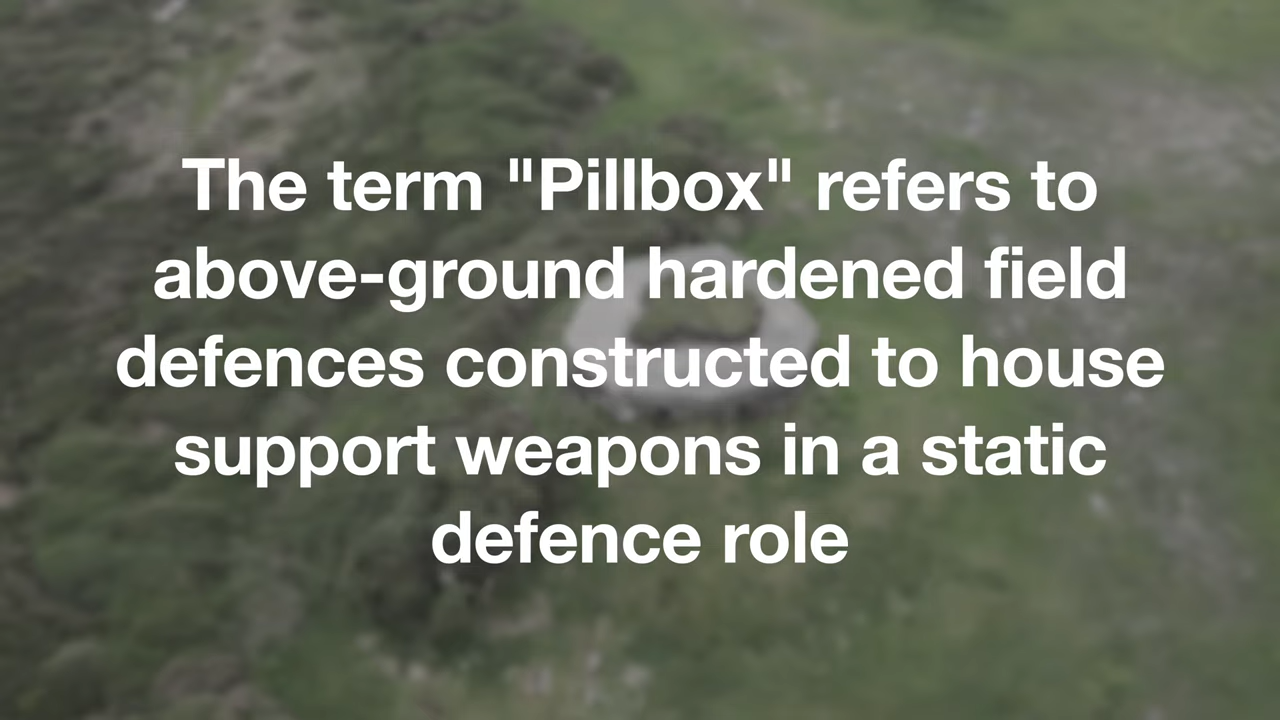 The term "Pillbox" refers to
above-ground hardened field
defences constructed to house
support weapons in a static
defence role